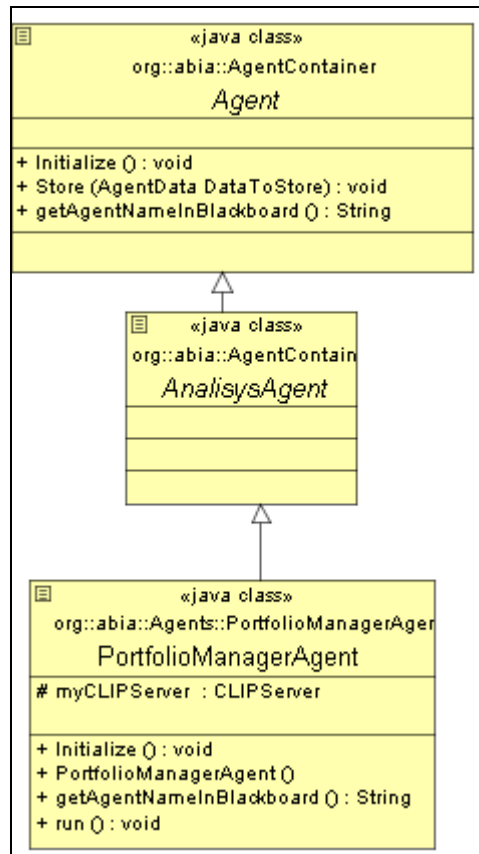 «java class»
org::abia::AgentContainer
Agent
+ Initialize () : void
+ Store (AgentData DataToStore) : void
+ getAgentNameInBlackboard () : String
«java class»
org::abia::AgentContain
AnalisysAgent
«java class»
org::abia::Agents::PortfolioManagerAger
PortfolioManagerAgent
# myCLIPServer : CLIPServer
+ Initialize () : void
+ PortfolioManagerAgent ()
+ getAgentNameInBlackboard () : String
+ run () : void